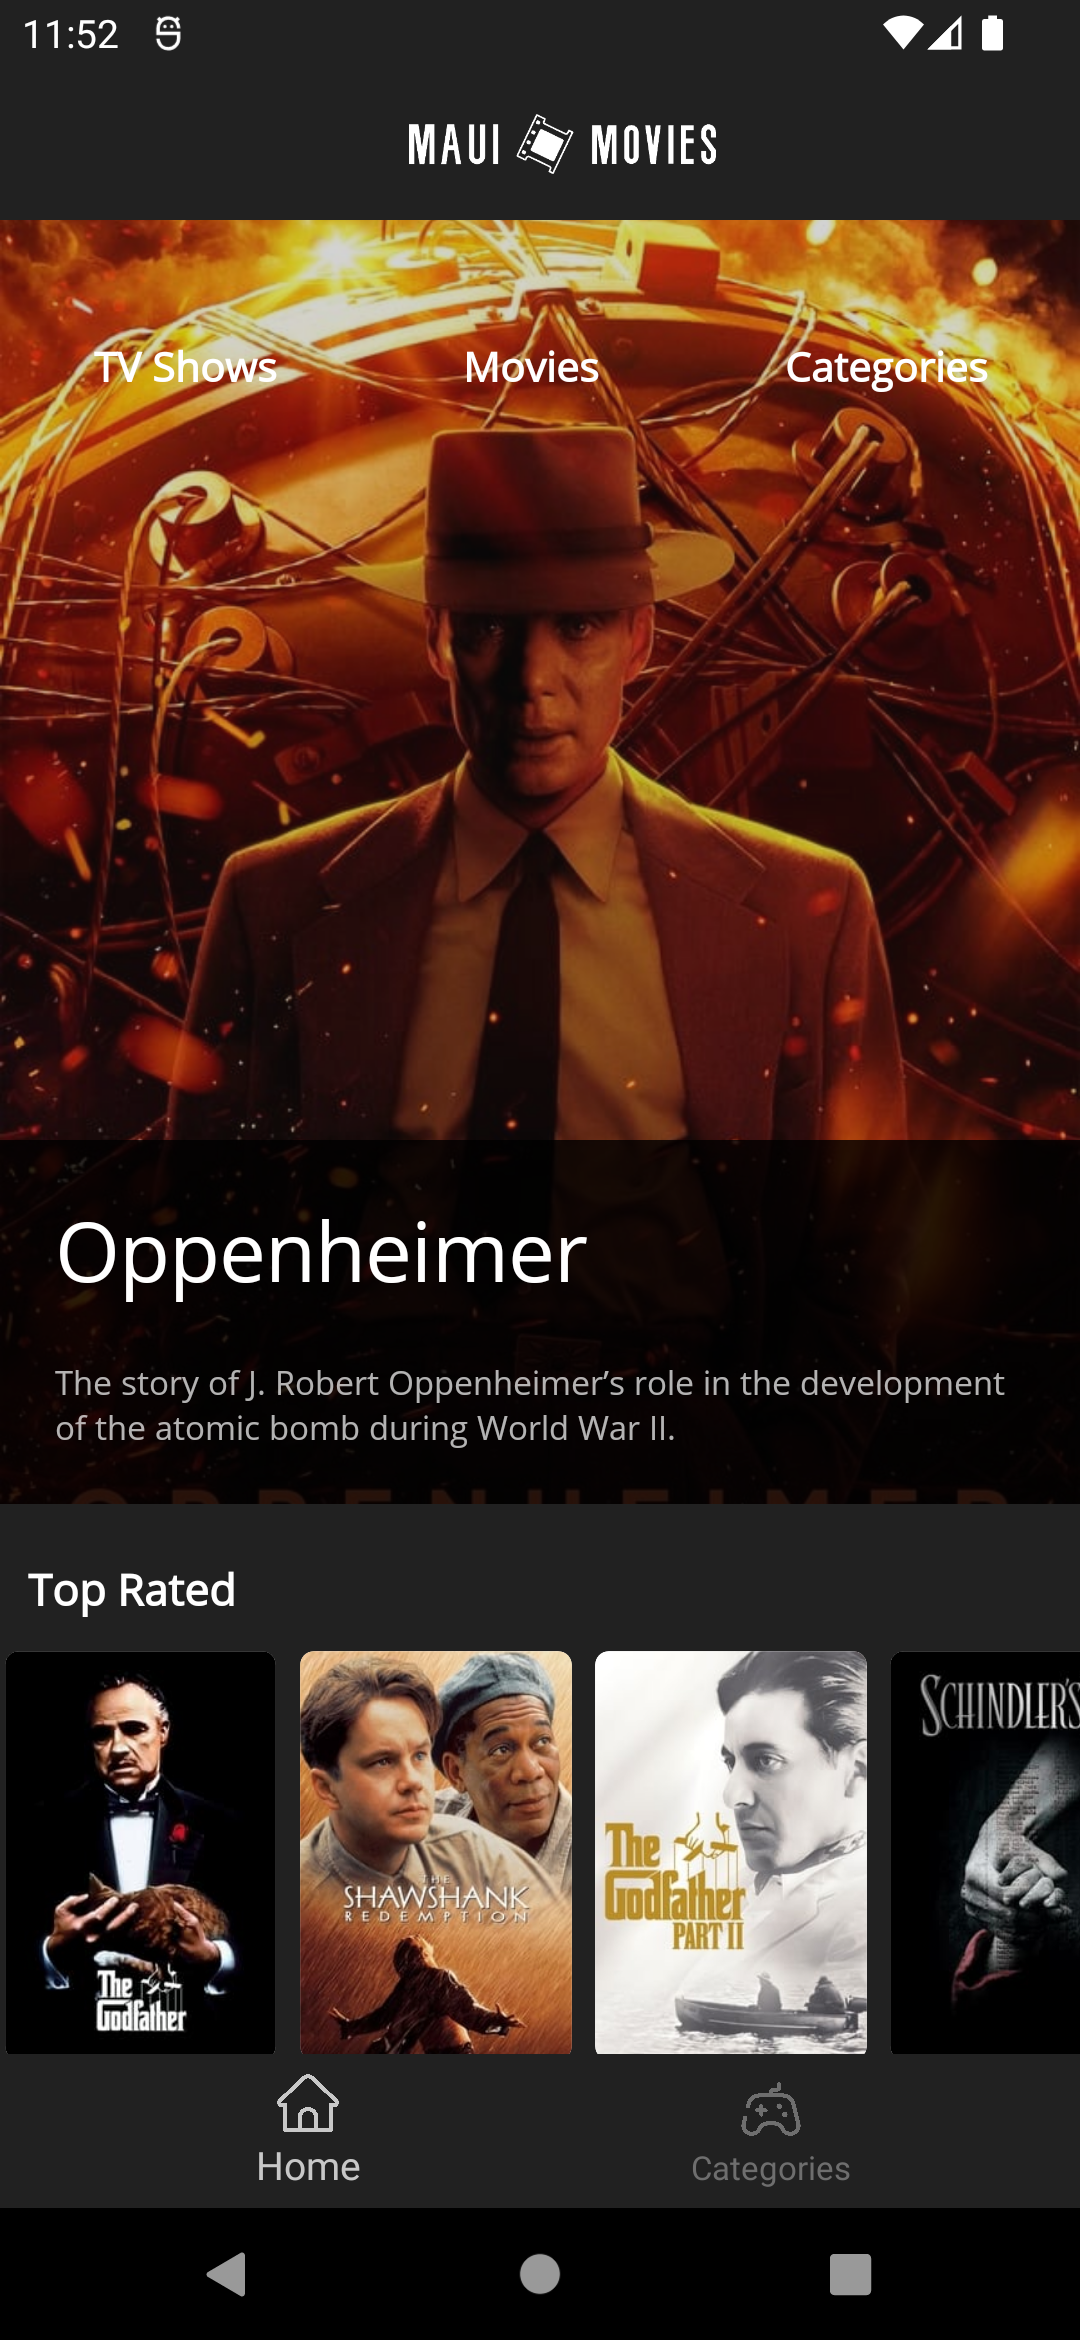 11:52
MAUI MOVIES
TV Shows Movies Categories
Oppenheimer
The story of J. Robert Oppenheimer’s role in the development
of the atomic bomb during World War II.
OPPENHEIMER
Top Rated
The
Godfather
THE
SHAWSHANK
REDEMPTION
The
Godfather
PART II
SCHINDLER'S
Home
Categories